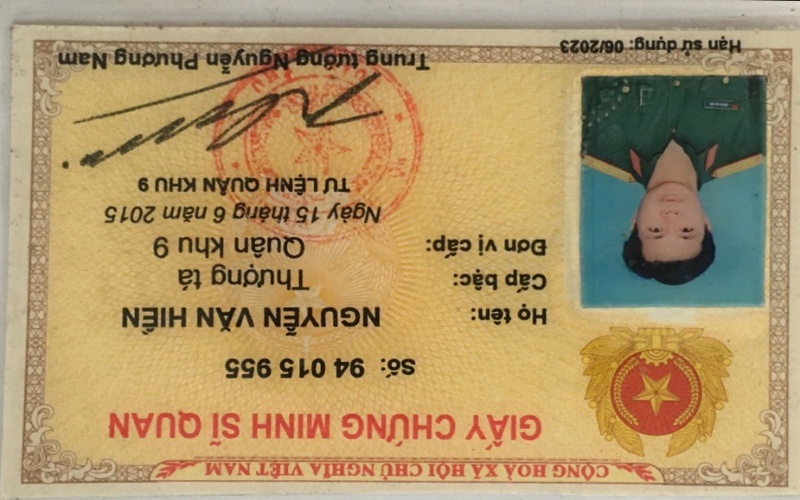 CỘNG HOÀ XÃ HỘI CHỦ NGHĨA VIỆT NAM
GIẤY CHỨNG MINH SĨ QUAN
Số: 94 015 955
Họ tên: NGUYỄN VĂN HIỀN
Cấp bậc: Thượng tá
Đơn vị cấp: Quân khu 9
Ngày 15 tháng 6 năm 2015
TƯ LỆNH QUÂN KHU 9
Trung tướng Nguyễn Phương Nam
Hạn sử dụng: 06/2023